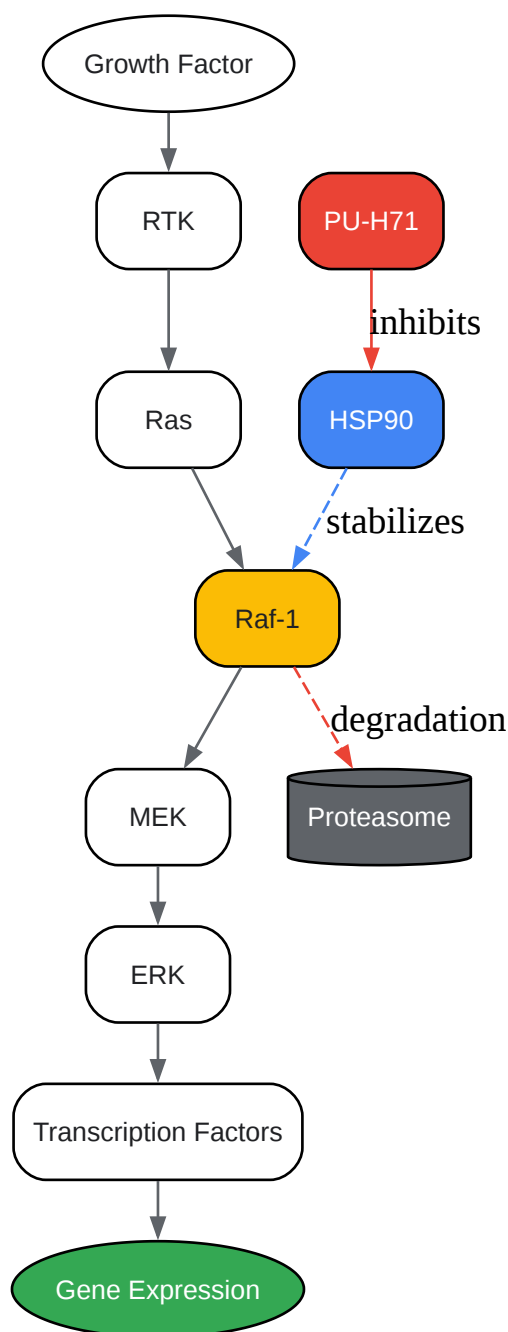 Growth Factor
RTK
PU-H71
inhibits
Ras
HSP90
stabilizes
Raf-1
degradation
MEK
Proteasome
ERK
Transcription Factors
Gene Expression